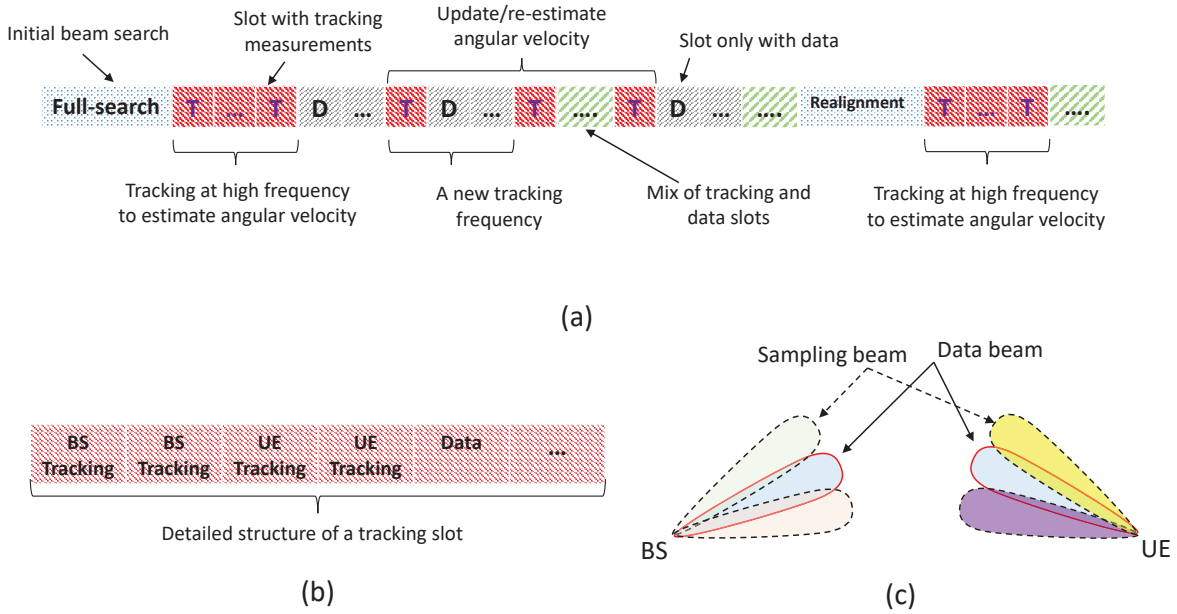 Initial beam search
Slot with tracking
measurements
Update/re-estimate
angular velocity
Slot only with data
Full-search T ... T D ... T D ... T .... T D ... .... Realignment T ... T ....
Tracking at high frequency
to estimate angular velocity
A new tracking
frequency
Mix of tracking and
data slots
Tracking at high frequency
to estimate angular velocity
(a)
BS
Tracking
BS
Tracking
UE
Tracking
UE
Tracking
Data
...
Detailed structure of a tracking slot
(b)
Sampling beam
Data beam
BS
UE
(c)